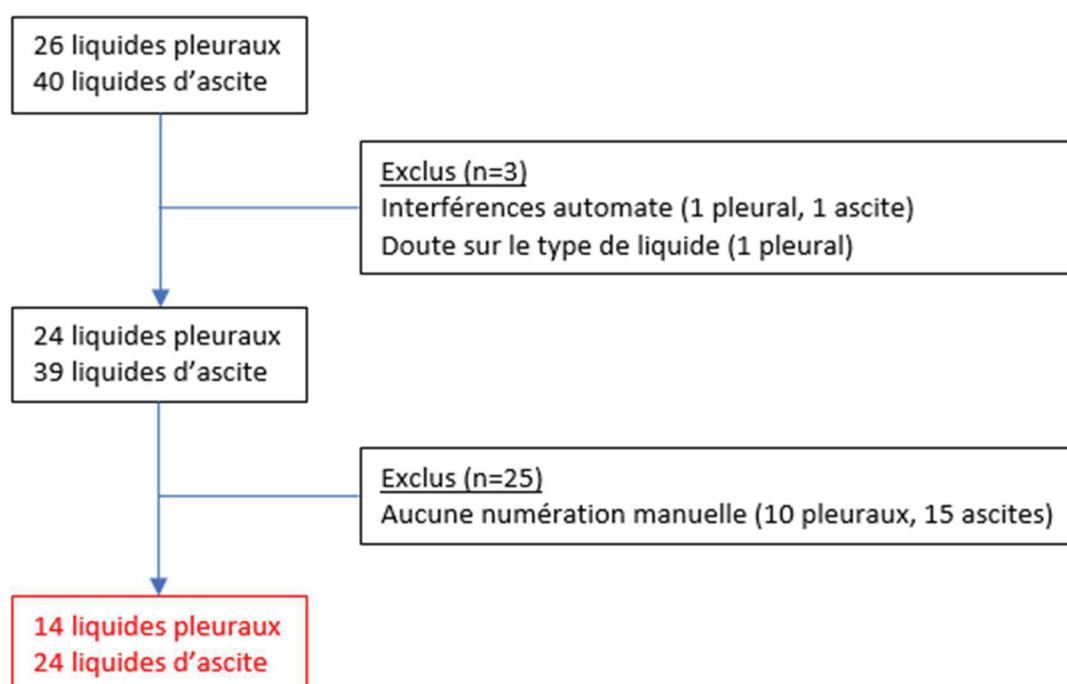 26 liquides pleuraux
40 liquides d’ascite
Exclus (n=3)
Interférences automate (1 pleural, 1 ascite)
Doute sur le type de liquide (1 pleural)
24 liquides pleuraux
39 liquides d’ascite
Exclus (n=25)
Aucune numération manuelle (10 pleuraux, 15 ascites)
14 liquides pleuraux
24 liquides d’ascite